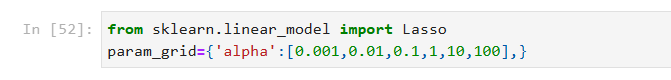 In [52]: from sklearn.linear_model import Lasso
param_grid={'alpha':[0.001,0.01,0.1,1,10,100],}